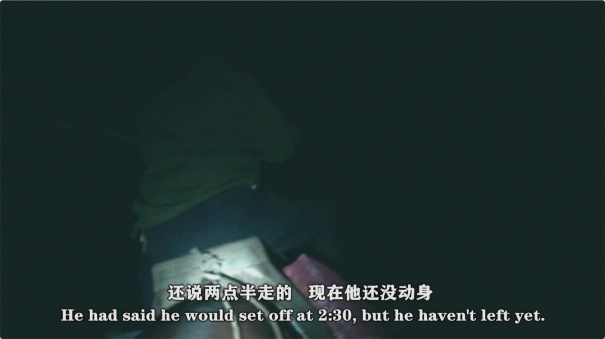 还说两点半走的 现在他还没动身
He had said he would set off at 2:30, but he haven't left yet.